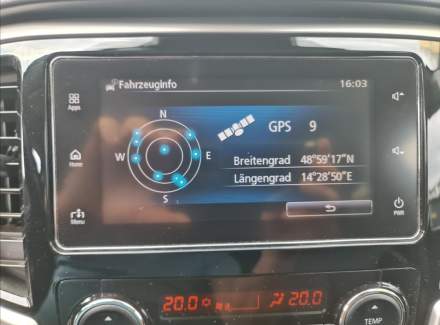 Fahrzeuginfo 16:03
Apps
N
GPS 9
W E
Home
Breitengrad 48°59'17"N
Längengrad 14°28'50"E
S
Menu
PWR
20.0 20.0
TEMP